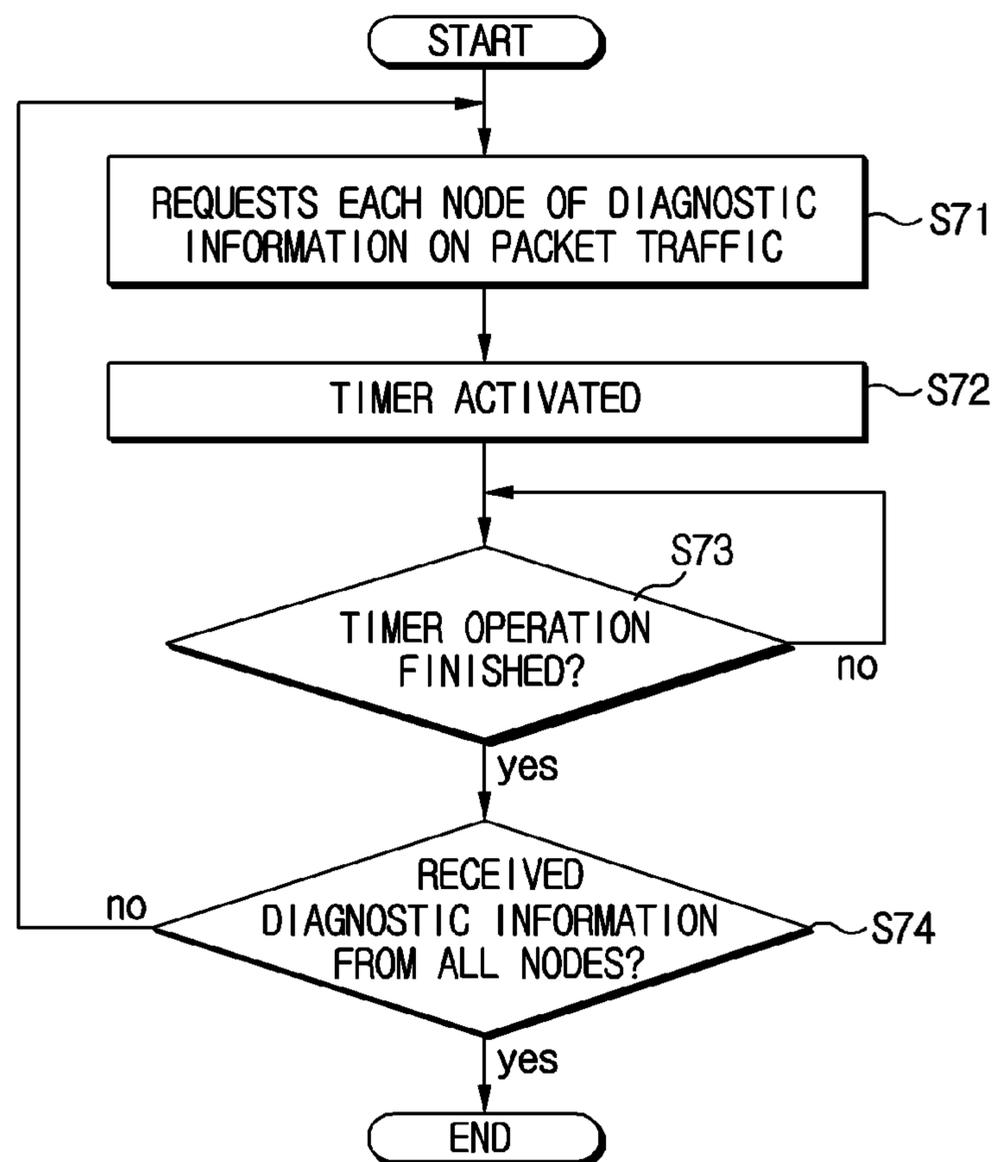 START
REQUESTS EACH NODE OF DIAGNOSTIC
INFORMATION ON PACKET TRAFFIC
S71
TIMER ACTIVATED
S72
S73
TIMER OPERATION
FINISHED?
no
yes
RECEIVED
no
DIAGNOSTIC INFORMATION
S74
FROM ALL NODES?
yes
END